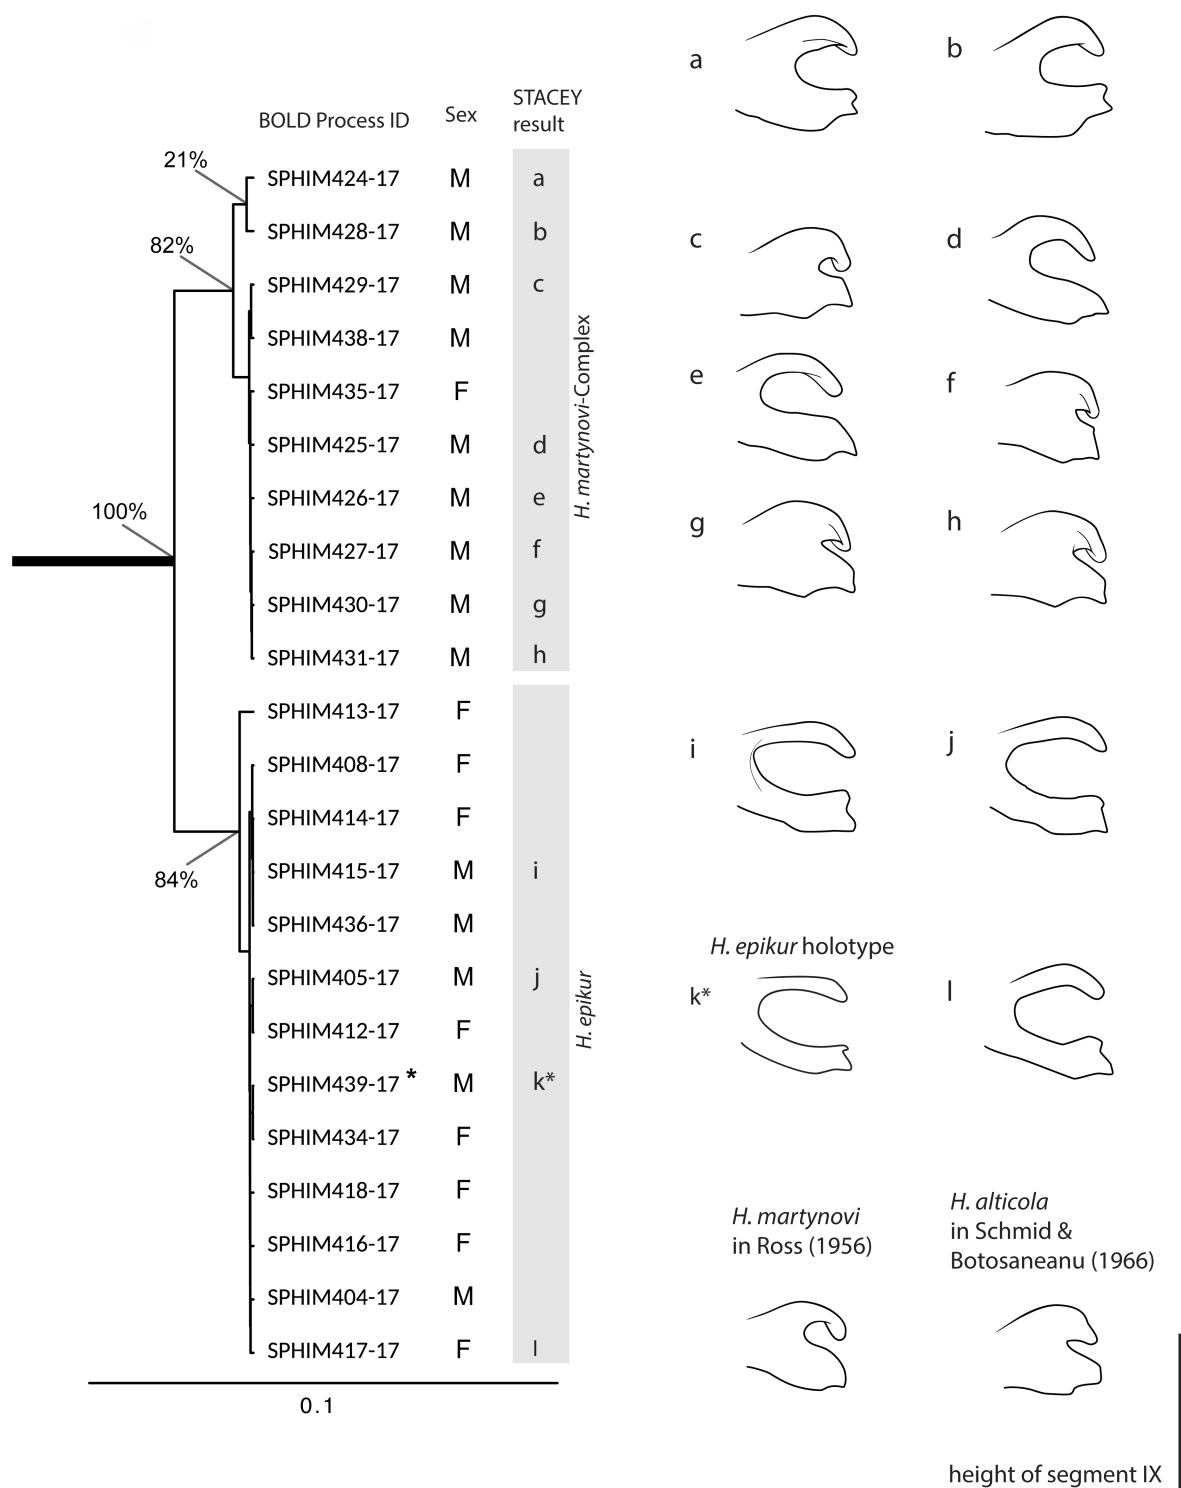 BOLD Process ID Sex STACEY
result
21%
SPHIM424-17 M a
82%
SPHIM428-17 M b
SPHIM429-17 M c
SPHIM438-17 M
SPHIM435-17 F
SPHIM425-17 M d
100%
SPHIM426-17 M e
SPHIM427-17 M f
SPHIM430-17 M g
SPHIM431-17 M h
H. martynovi-Complex
SPHIM413-17 F
SPHIM408-17 F
SPHIM414-17 F
84%
SPHIM415-17 M i
SPHIM436-17 M
SPHIM405-17 M j
SPHIM412-17 F
SPHIM439-17 * M k*
SPHIM434-17 F
SPHIM418-17 F
SPHIM416-17 F
SPHIM404-17 M
SPHIM417-17 F l
H. epikur
0.1
a
b
c
d
e
f
g
h
i
j
H. epikur holotype
k*
l
H. martynovi
in Ross (1956)
H. alticola
in Schmid &
Botosaneanu (1966)
height of segment IX